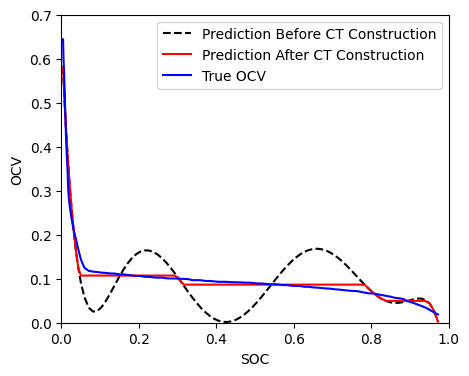 0.7
0.6
0.5
0.4
0.3
0.2
0.1
0.0
OCV
Prediction Before CT Construction
Prediction After CT Construction
True OCV
0.0 0.2 0.4 0.6 0.8 1.0
SOC